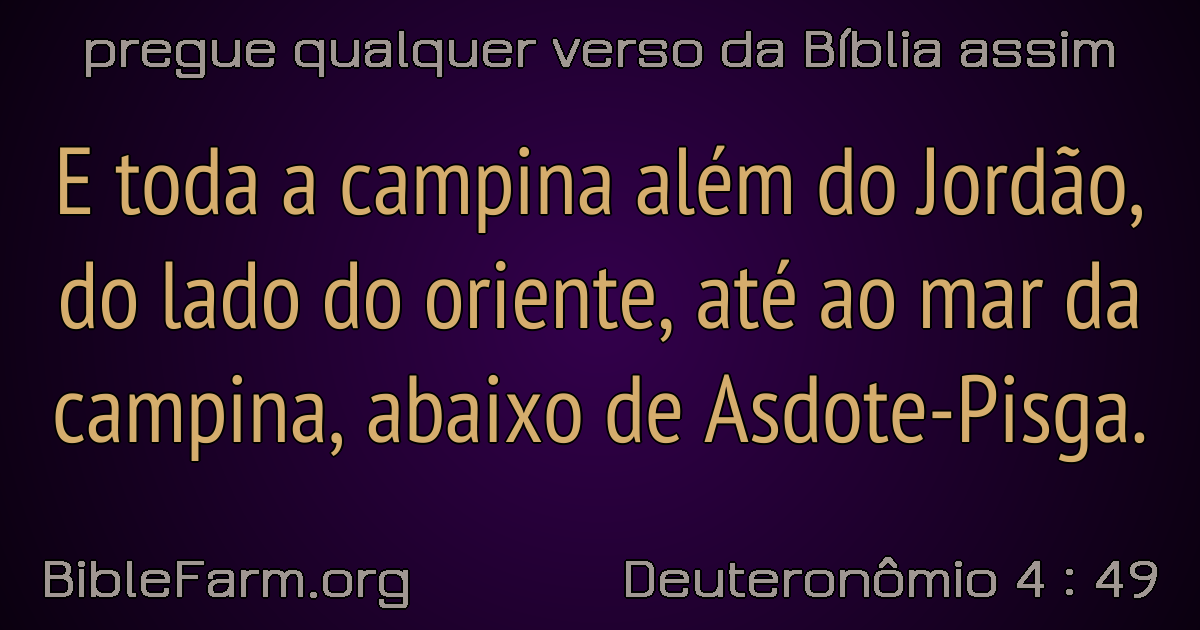 pregue qualquer verso da Bíblia assim
E toda a campina além do Jordão,
do lado do oriente, até ao mar da
campina, abaixo de Asdote-Pisga.
BibleFarm.org
Deuteronômio 4 : 49